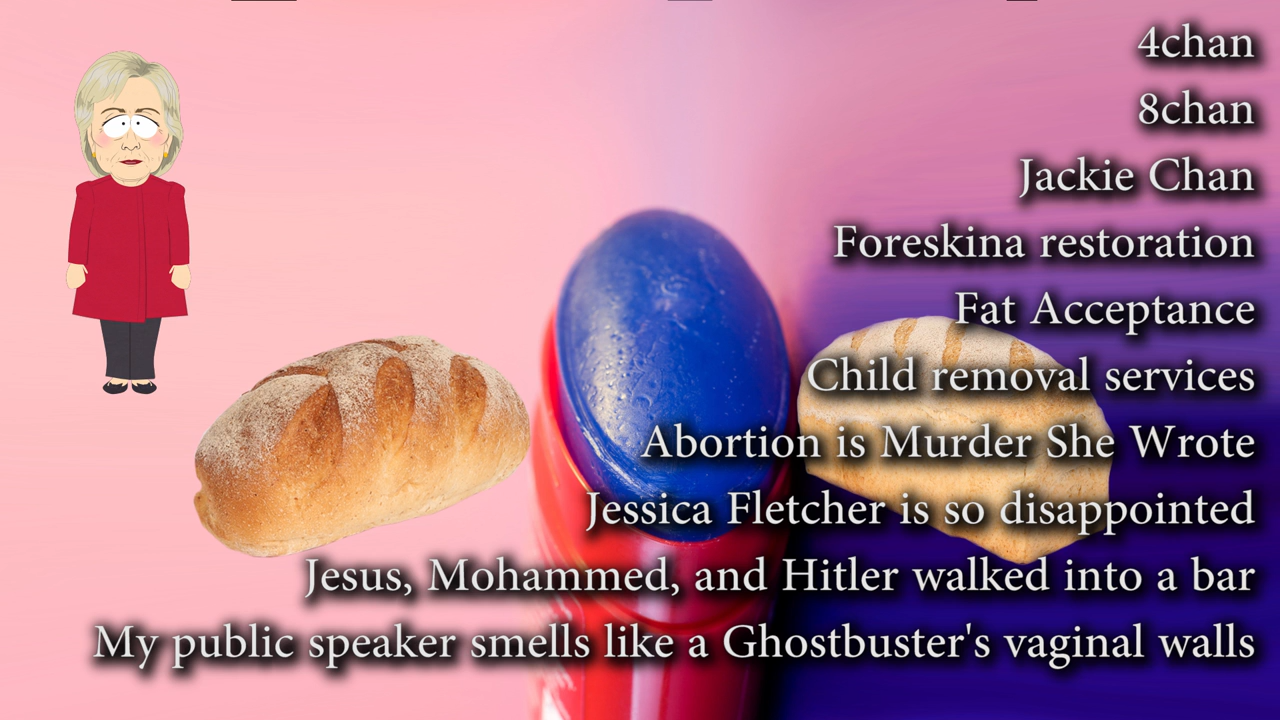 4chan
8chan
Jackie Chan
Foreskina restoration
Fat Acceptance
Child removal services
Abortion is Murder She Wrote
Jessica Fletcher is so disappointed
Jesus, Mohammed, and Hitler walked into a bar
My public speaker smells like a Ghostbuster's vaginal walls